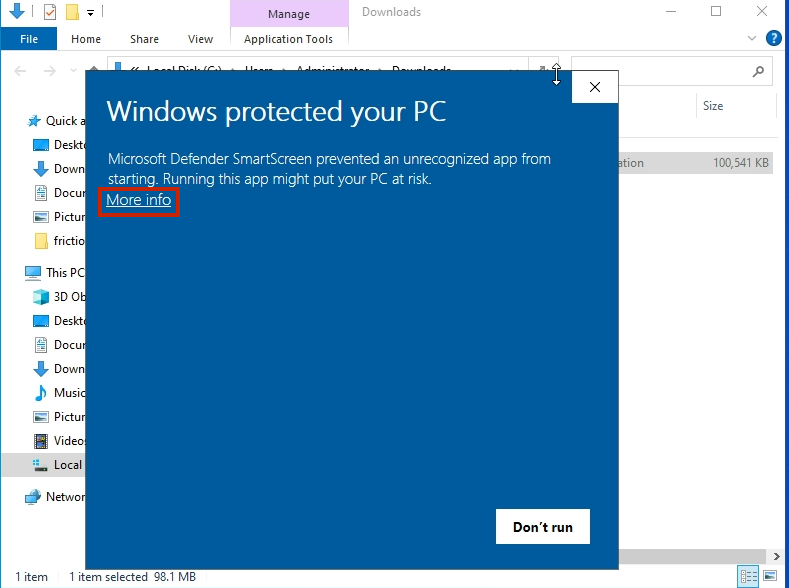 Manage
Downloads
File
Home
Share
View
Application Tools
Local Disk (C:)
Users
Administrator
Downloads
Windows protected your PC
Size
Quick a
Microsoft Defender SmartScreen prevented an unrecognized app from
starting. Running this app might put your PC at risk.
More info
ation
100,541 KB
Deskto
Down
Docur
Pictur
frictio
This PC
3D Ob
Deskto
Docur
Down
Music
Pictur
Videos
Local
Networ
Don't run
1 item
1 item selected 98.1 MB